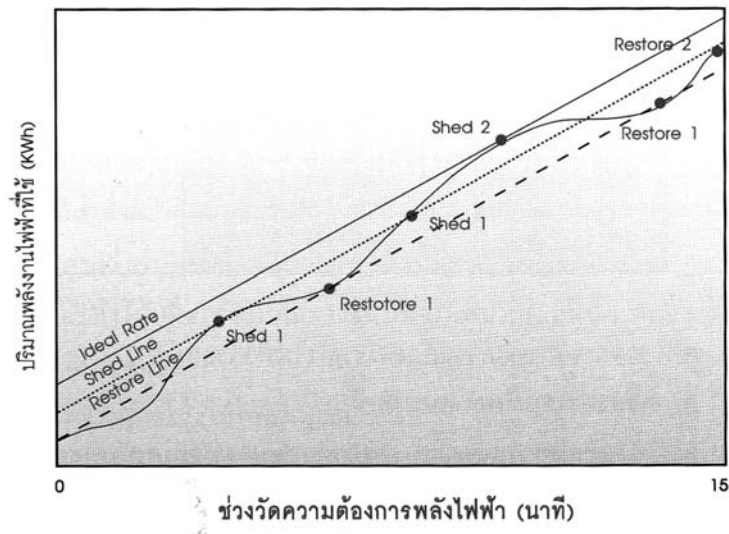 ปริมาณพลังงานไฟฟ้าที่ใช้ (KWh)
Restore 2
Shed 2
Restore 1
Shed 1
Restotore 1
Shed 1
Ideal Rate
Shed Line
Restore Line
0
15
ช่วงวัดความต้องการพลังไฟฟ้า (นาที)